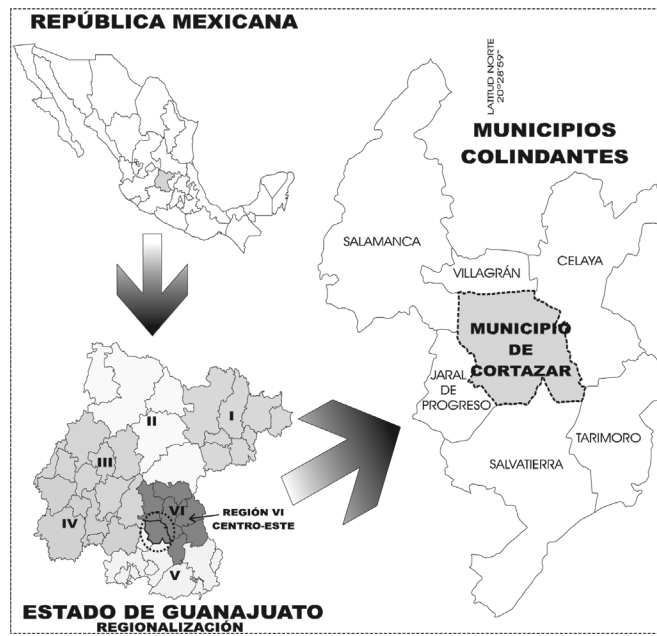 REPÚBLICA MEXICANA
LATITUD NORTE
20°28'59"
MUNICIPIOS
COLINDANTES
SALAMANCA
VILLAGRÁN
CELAYA
MUNICIPIO
DE
CORTAZAR
JARAL
DE
PROGRESO
TARIMORO
SALVATIERRA
I
II
III
IV
VI
REGIÓN VI
CENTRO-ESTE
V
ESTADO DE GUANAJUATO
REGIONALIZACIÓN